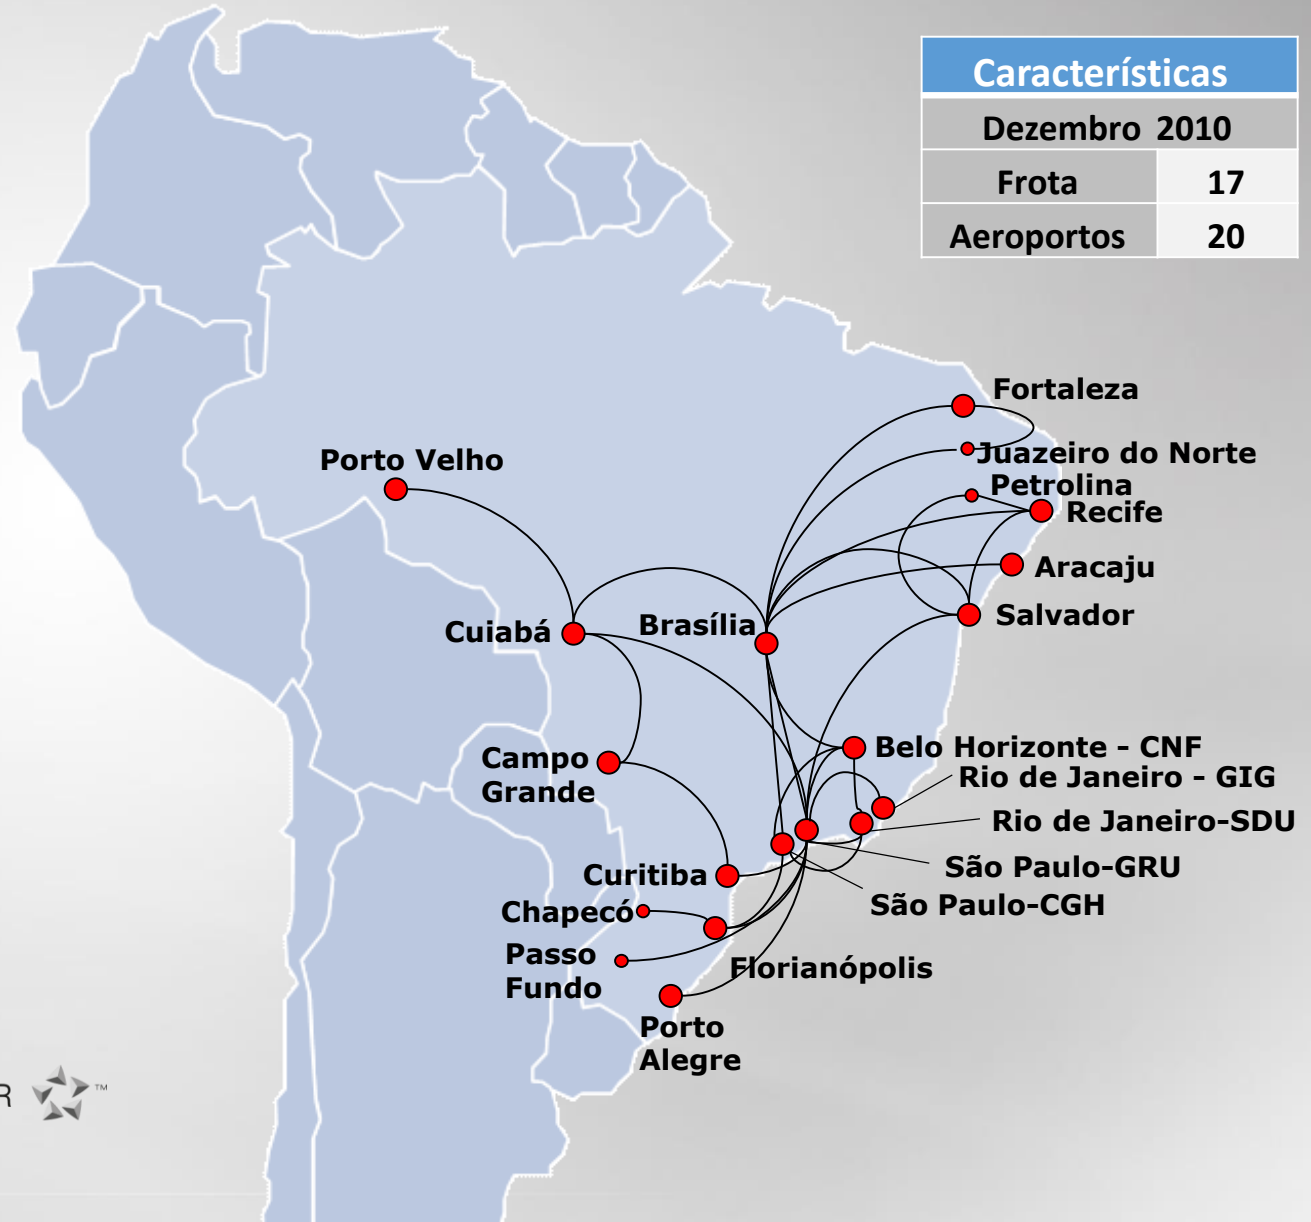 Características
Dezembro 2010
Frota 17
Aeroportos 20
Fortaleza
Juazeiro do Norte
Petrolina
Recife
Aracaju
Salvador
Porto Velho
Cuiabá
Brasília
Campo
Grande
Belo Horizonte - CNF
Rio de Janeiro - GIG
Rio de Janeiro-SDU
São Paulo-GRU
São Paulo-CGH
Curitiba
Chapecó
Passo
Fundo
Florianópolis
Porto
Alegre
R ™